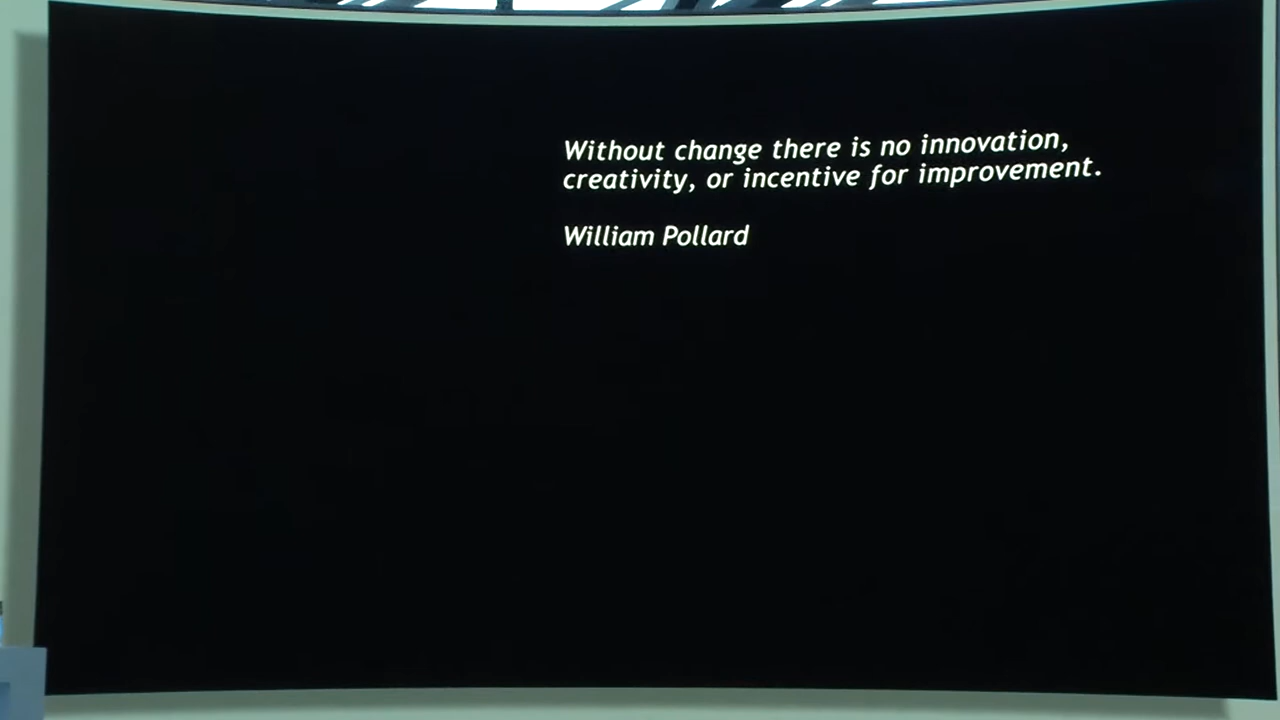 Without change there is no innovation,
creativity, or incentive for improvement.
William Pollard